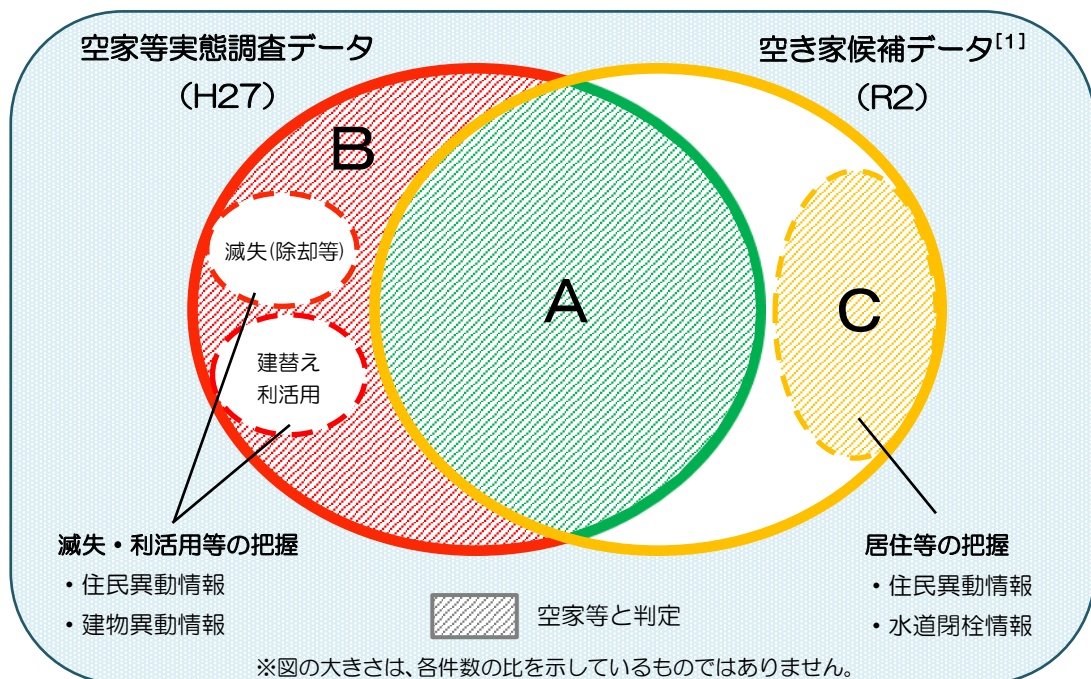 空家等実態調査データ
（H27）
空き家候補データ[1]
（R2）
B
A
C
滅失(除却等)
建替え
利活用
滅失・利活用等の把握
・住民異動情報
・建物異動情報
居住等の把握
・住民異動情報
・水道閉栓情報
空家等と判定
※図の大きさは、各件数の比を示しているものではありません。